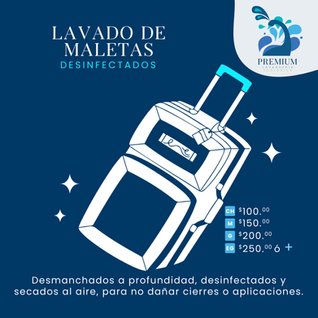 LAVADO DE
MALETAS
DESINFECTADOS
PREMIUM
CH $100.00
M $150.00
G $200.00
EG $250.00 ó +
Desmanchados a profundidad, desinfectados y
secados al aire, para no dañar cierres o aplicaciones.